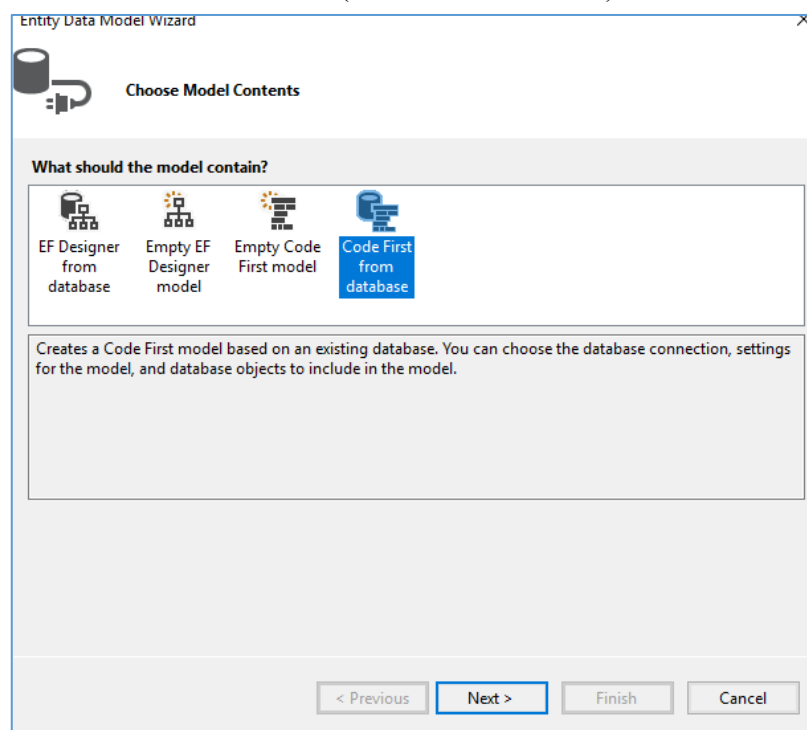 Entity Data Model Wizard
Choose Model Contents
What should the model contain?
EF Designer
from
database
Empty EF
Designer
model
Empty Code
First model
Code First
from
database
Creates a Code First model based on an existing database. You can choose the database connection, settings
for the model, and database objects to include in the model.
< Previous
Next >
Finish
Cancel